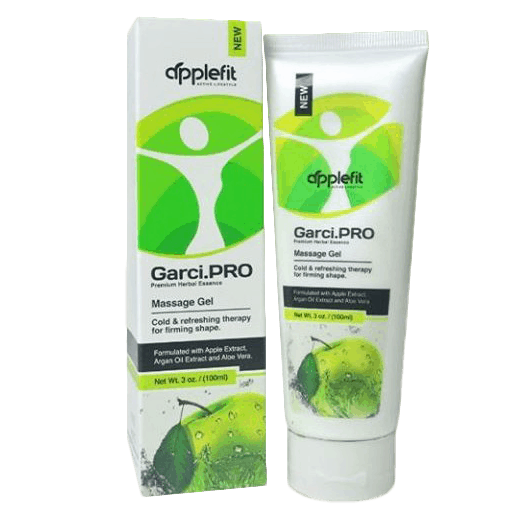 NEW
applefit
ACTIVE LIFESTYLE
Garci.PRO
Premium Herbal Essence
Massage Gel
Cold & refreshing therapy
for firming shape.
Formulated with Apple Extract,
Argan Oil Extract and Aloe Vera.
Net Wt. 3 oz. / (100ml)
NEW
applefit
ACTIVE LIFESTYLE
Garci.PRO
Premium Herbal Essence
Massage Gel
Cold & refreshing therapy
for firming shape.
Formulated with Apple Extract,
Argan Oil Extract and Aloe Vera.
Net Wt. 3 oz. / (100ml)